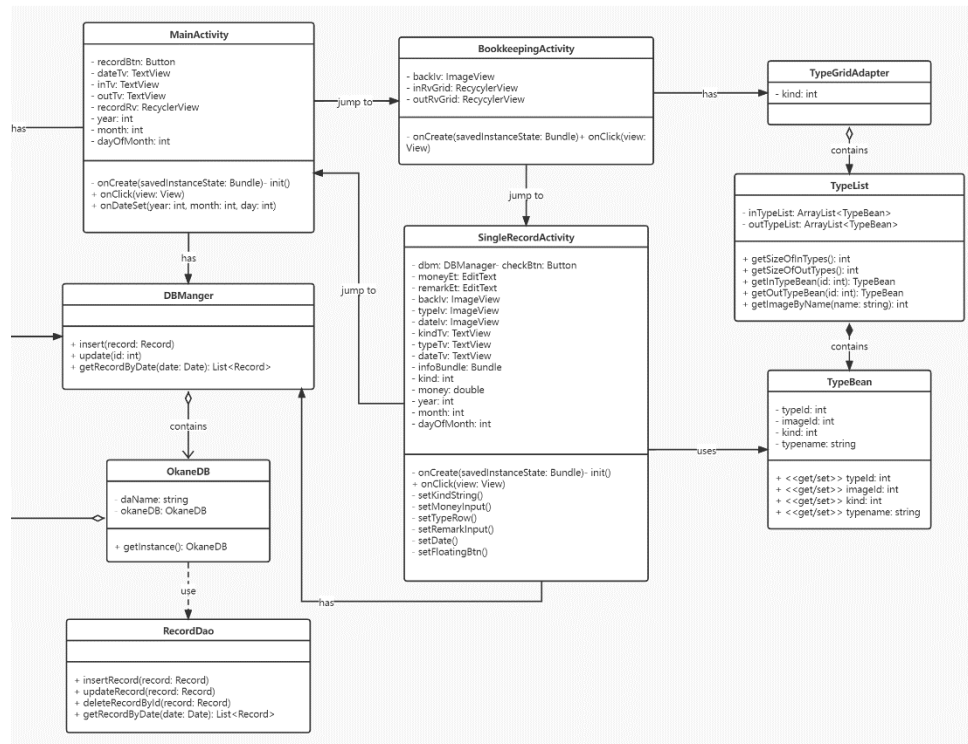 MainActivity
- recordBtn: Button
- dateTv: TextView
- inTv: TextView
- outTv: TextView
- recordRv: RecyclerView
- year: int
- month: int
- dayOfMonth: int
- onCreate(savedInstanceState: Bundle)- init()
+ onClick(view: View)
+ onDateSet(year: int, month: int, day: int)
has
jump to
BookkeepingActivity
- backIv: ImageView
- inRvGrid: RecycylerView
- outRvGrid: RecycylerView
- onCreate(savedInstanceState: Bundle)+ onClick(view:
View)
has
TypeGridAdapter
- kind: int
contains
TypeList
- inTypeList: ArrayList<TypeBean>
- outTypeList: ArrayList<TypeBean>
+ getSizeOfInTypes(): int
+ getSizeOfOutTypes(): int
+ getInTypeBean(id: int): TypeBean
+ getOutTypeBean(id: int): TypeBean
+ getImageByName(name: string): int
contains
TypeBean
- typeId: int
- imageId: int
- kind: int
- typename: string
+ <<get/set>> typeId: int
+ <<get/set>> imageId: int
+ <<get/set>> kind: int
+ <<get/set>> typename: string
jump to
SingleRecordActivity
- dbm: DBManager- checkBtn: Button
- moneyEt: EditText
- remarkEt: EditText
- backIv: ImageView
- typeIv: ImageView
- dateIv: ImageView
- kindTv: TextView
- typeTv: TextView
- dateTv: TextView
- infoBundle: Bundle
- kind: int
- money: double
- year: int
- month: int
- dayOfMonth: int
- onCreate(savedInstanceState: Bundle)- init()
+ onClick(view: View)
- setKindString()
- setMoneyInput()
- setTypeRow()
- setRemarkInput()
- setDate()
- setFloatingBtn()
uses
jump to
has
has
DBManger
+ insert(record: Record)
+ update(id: int)
+ getRecordByDate(date: Date): List<Record>
contains
OkaneDB
- daName: string
- okaneDB: OkaneDB
+ getInstance(): OkaneDB
use
RecordDao
+ insertRecord(record: Record)
+ updateRecord(record: Record)
+ deleteRecordById(record: Record)
+ getRecordByDate(date: Date): List<Record>